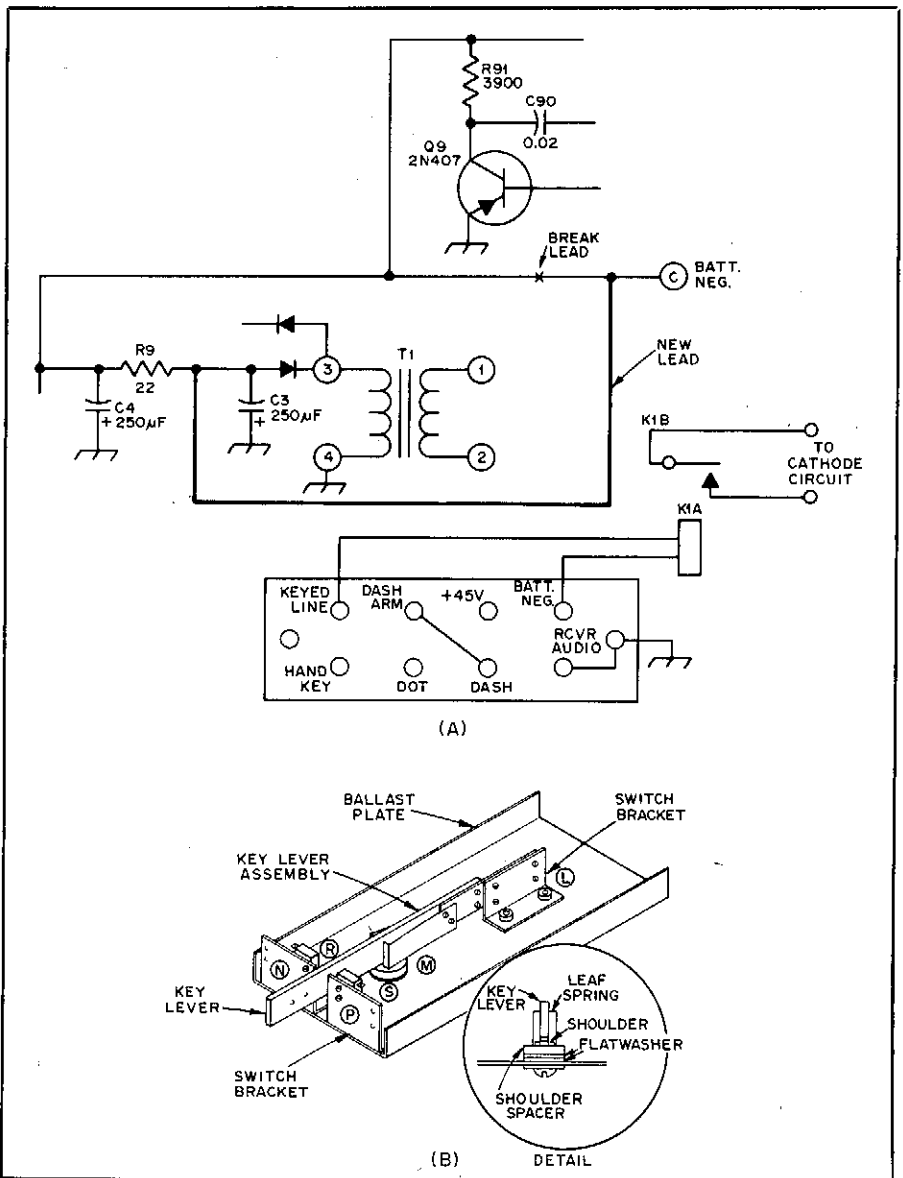 R91
3900
C90
0.02
Q9
2N407
BREAK
LEAD
C
BATT.
NEG.
R9
22
C4
+ 250µF
C3
250µF
+
3
4
T1
1
2
NEW
LEAD
K1B
TO
CATHODE
CIRCUIT
K1A
KEYED
LINE
DASH
ARM
+45V
BATT.
NEG.
RCVR
AUDIO
HAND
KEY
DOT
DASH
(A)
BALLAST
PLATE
SWITCH
BRACKET
KEY LEVER
ASSEMBLY
L
R
N
M
S
P
KEY
LEVER
SWITCH
BRACKET
KEY
LEVER
LEAF
SPRING
SHOULDER
FLATWASHER
SHOULDER
SPACER
(B)
DETAIL